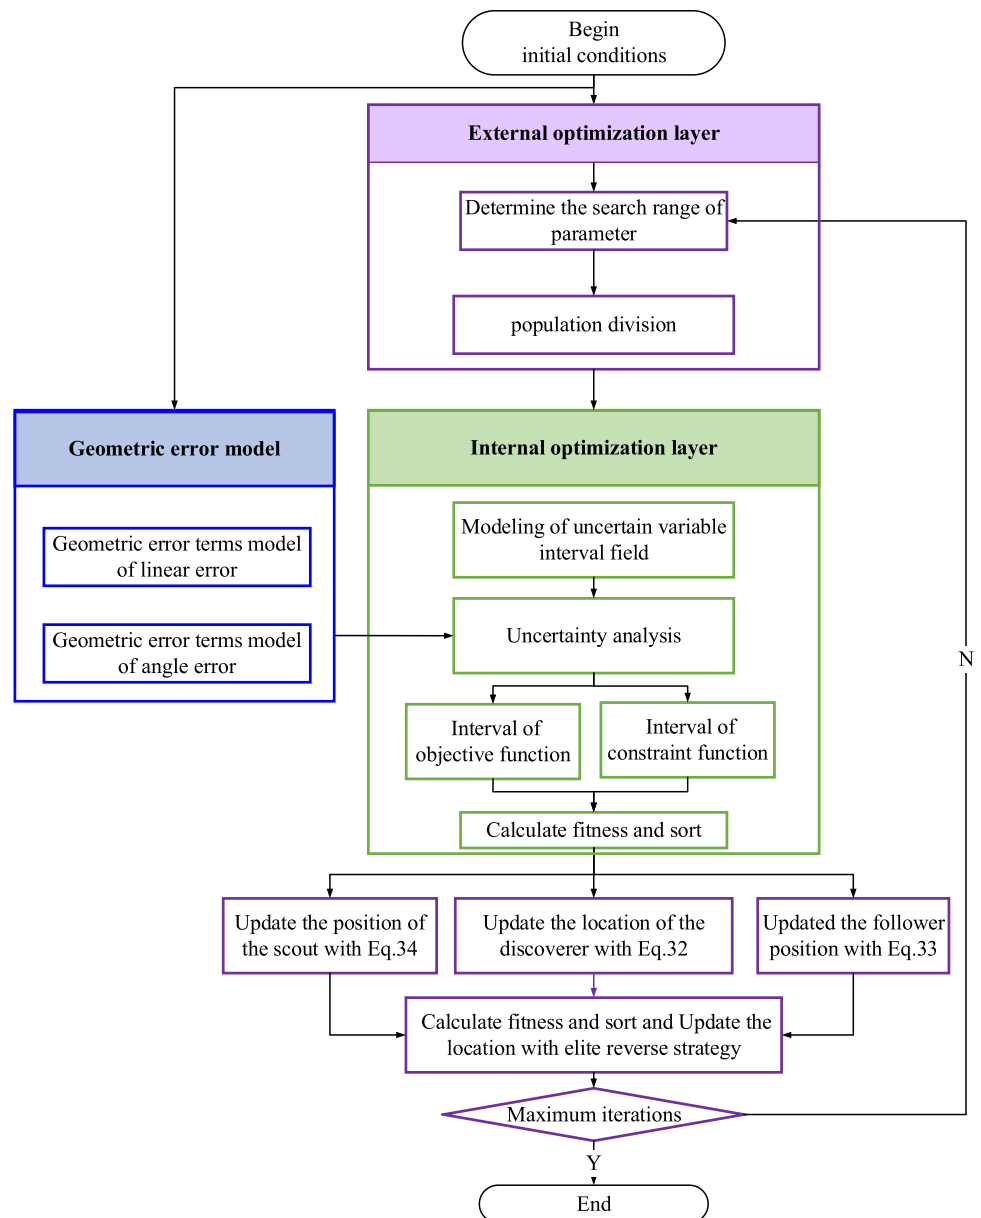 Begin
initial conditions
External optimization layer
Determine the search range of
parameter
population division
Geometric error model
Geometric error terms model
of linear error
Geometric error terms model
of angle error
Internal optimization layer
Modeling of uncertain variable
interval field
Uncertainty analysis
Interval of
objective function
Interval of
constraint function
Calculate fitness and sort
N
Update the position of
the scout with Eq.34
Update the location of the
discoverer with Eq.32
Updated the follower
position with Eq.33
Calculate fitness and sort and Update the
location with elite reverse strategy
Maximum iterations
Y
End